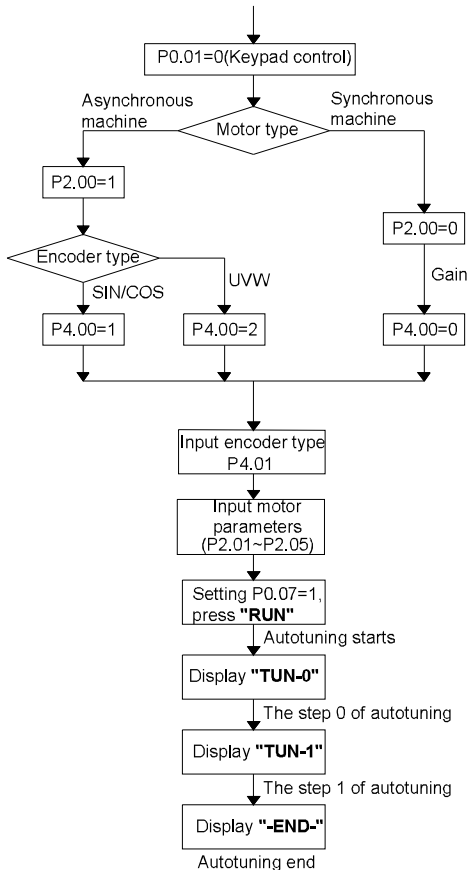 P0.01=0(Keypad control)
Asynchronous
machine
Synchronous
machine
Motor type
P2.00=1
P2.00=0
Encoder type
SIN/COS
UVW
Gain
P4.00=1
P4.00=2
P4.00=0
Input encoder type
P4.01
Input motor
parameters
(P2.01~P2.05)
Setting P0.07=1,
press "RUN"
Autotuning starts
Display "TUN-0"
The step 0 of autotuning
Display "TUN-1"
The step 1 of autotuning
Display "-END-"
Autotuning end